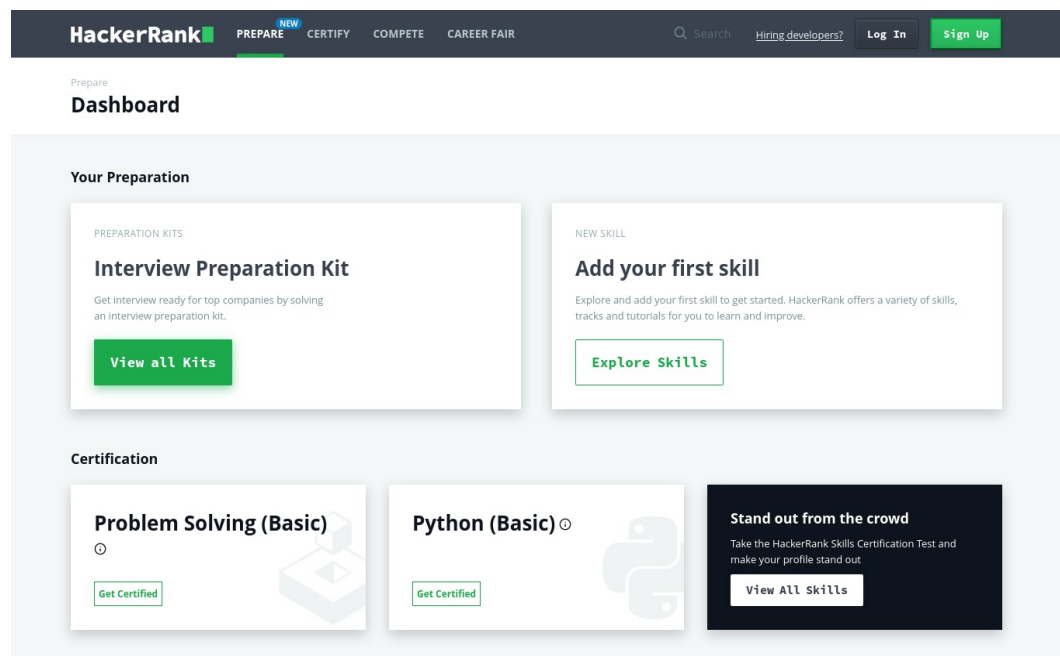 NEW
HackerRank PREPARE CERTIFY COMPETE CAREER FAIR Search Hiring developers? Log In Sign Up
Prepare
Dashboard
Your Preparation
PREPARATION KITS
Interview Preparation Kit
Get interview ready for top companies by solving
an interview preparation kit.
View all Kits
NEW SKILL
Add your first skill
Explore and add your first skill to get started. HackerRank offers a variety of skills,
tracks and tutorials for you to learn and improve.
Explore Skills
Certification
Problem Solving (Basic)
Get Certified
Python (Basic)
Get Certified
Stand out from the crowd
Take the HackerRank Skills Certification Test and
make your profile stand out
View All Skills